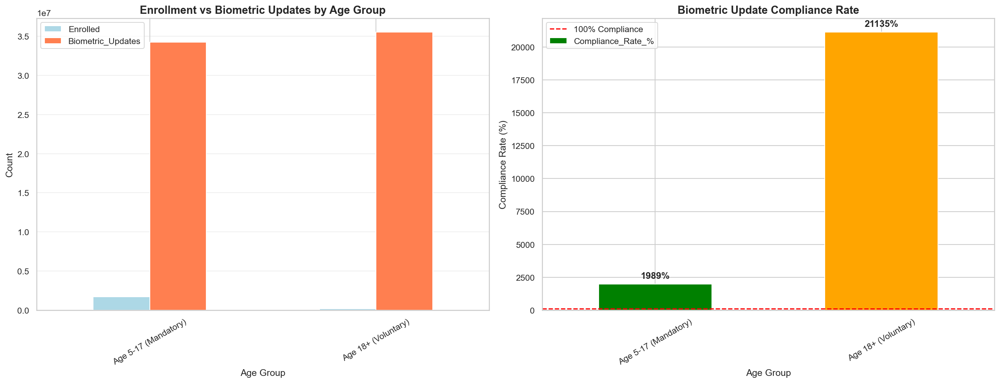 Enrollment vs Biometric Updates by Age Group
1e7
Enrolled
Biometric_Updates
3.5
3.0
2.5
2.0
1.5
1.0
0.5
0.0
Count
Age 5-17 (Mandatory)
Age 18+ (Voluntary)
Age Group
Biometric Update Compliance Rate
100% Compliance
Compliance_Rate_%
21135%
1989%
20000
17500
15000
12500
10000
7500
5000
2500
0
Compliance Rate (%)
Age 5-17 (Mandatory)
Age 18+ (Voluntary)
Age Group